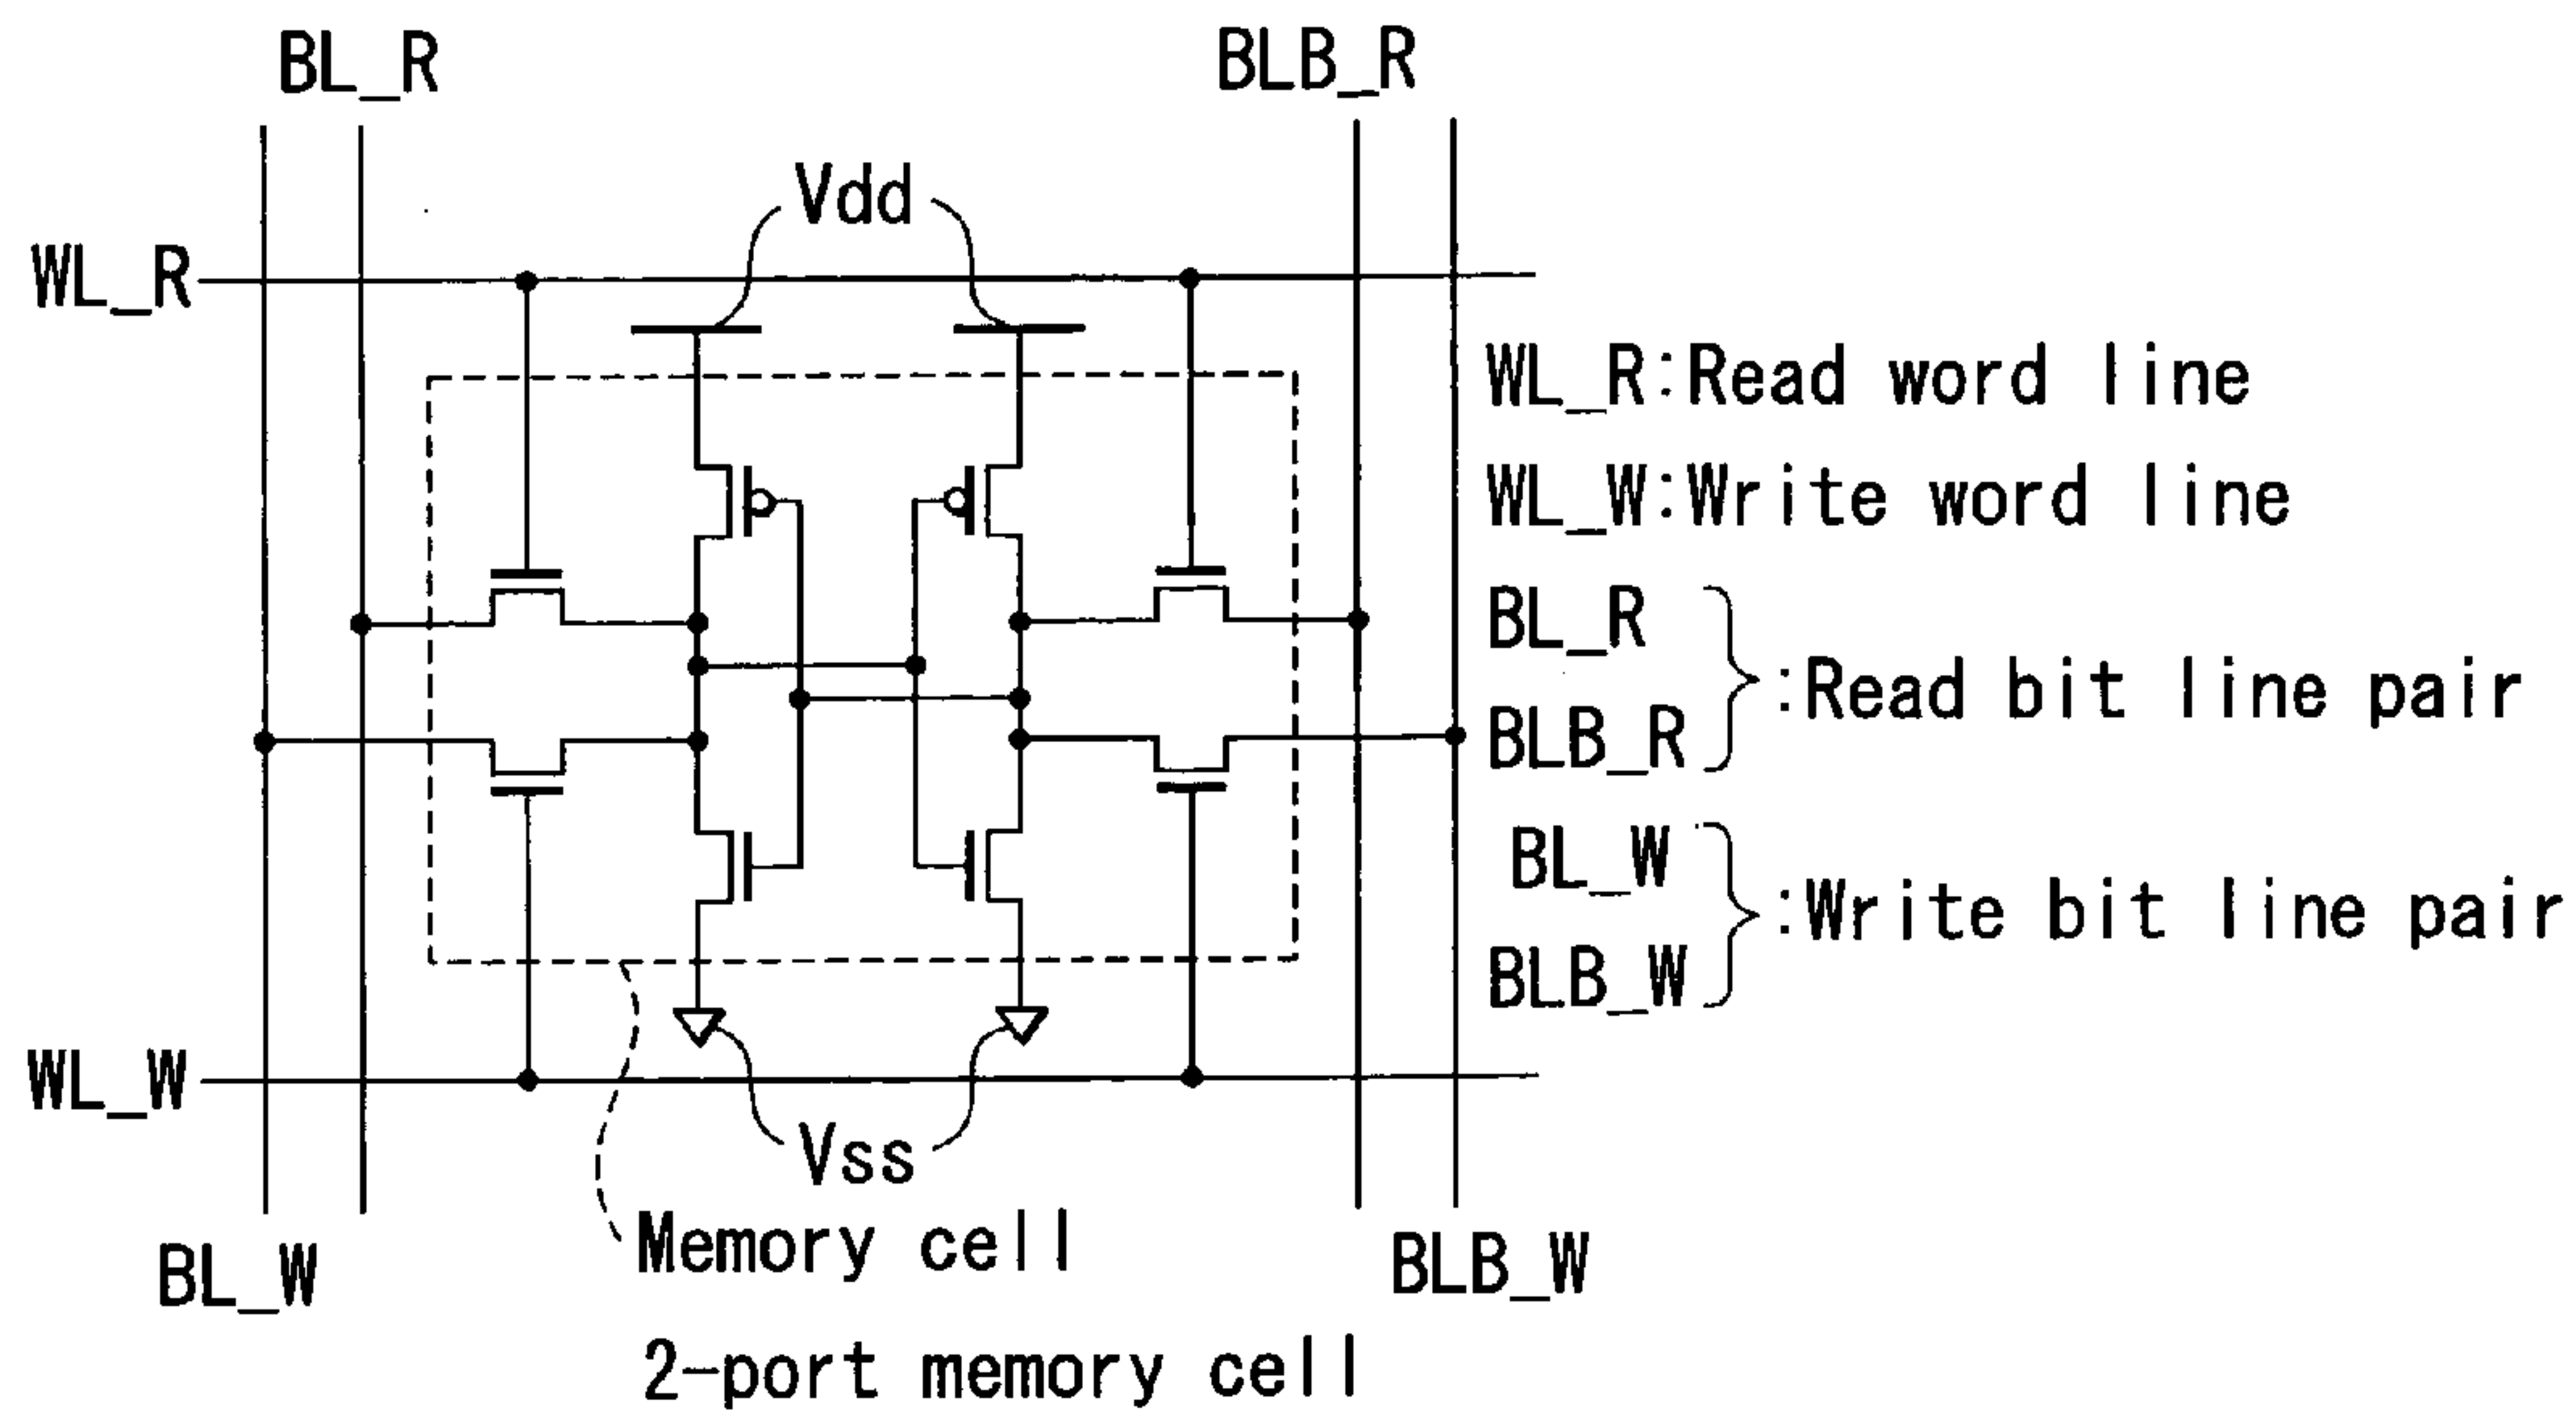 BL_R
BLB_R
Vdd
WL_R
WL_R:Read word line
WL_W:Write word line
BL_R
BLB_R
:Read bit line pair
BL_W
BLB_W
:Write bit line pair
WL_W
Vss
Memory cell
BL_W
BLB_W
2-port memory cell